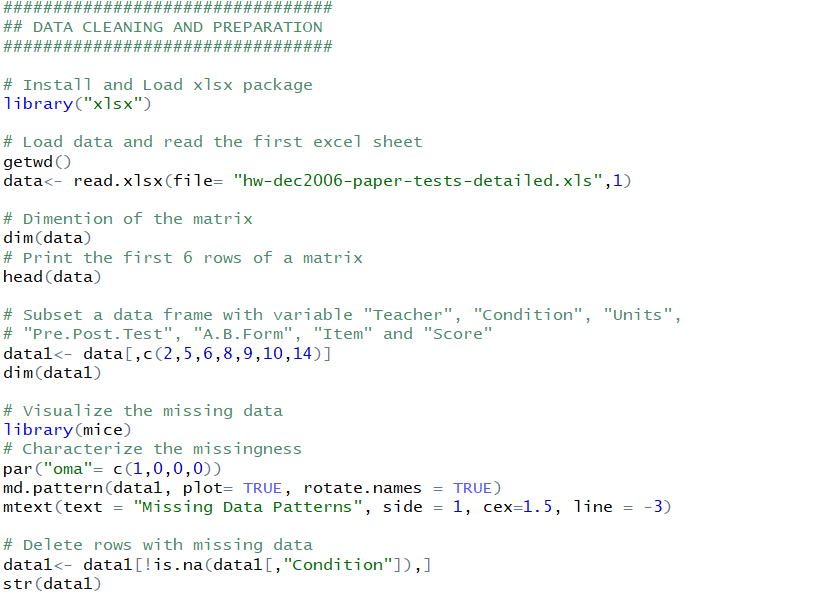 #################################
## DATA CLEANING AND PREPARATION
#################################
# Install and Load xlsx package
library("xlsx")
# Load data and read the first excel sheet
getwd()
data<- read.xlsx(file= "hw-dec2006-paper-tests-detailed.xls",1)
# Dimention of the matrix
dim(data)
# Print the first 6 rows of a matrix
head(data)
# Subset a data frame with variable "Teacher", "Condition", "Units",
# "Pre.Post.Test", "A.B.Form", "Item" and "Score"
data1<- data[,c(2,5,6,8,9,10,14)]
dim(data1)
# Visualize the missing data
library(mice)
# Characterize the missingness
par("oma"= c(1,0,0,0))
md.pattern(data1, plot= TRUE, rotate.names = TRUE)
mtext(text = "Missing Data Patterns", side = 1, cex=1.5, line = -3)
# Delete rows with missing data
data1<- data1[!is.na(data1[,"Condition"]),]
str(data1)